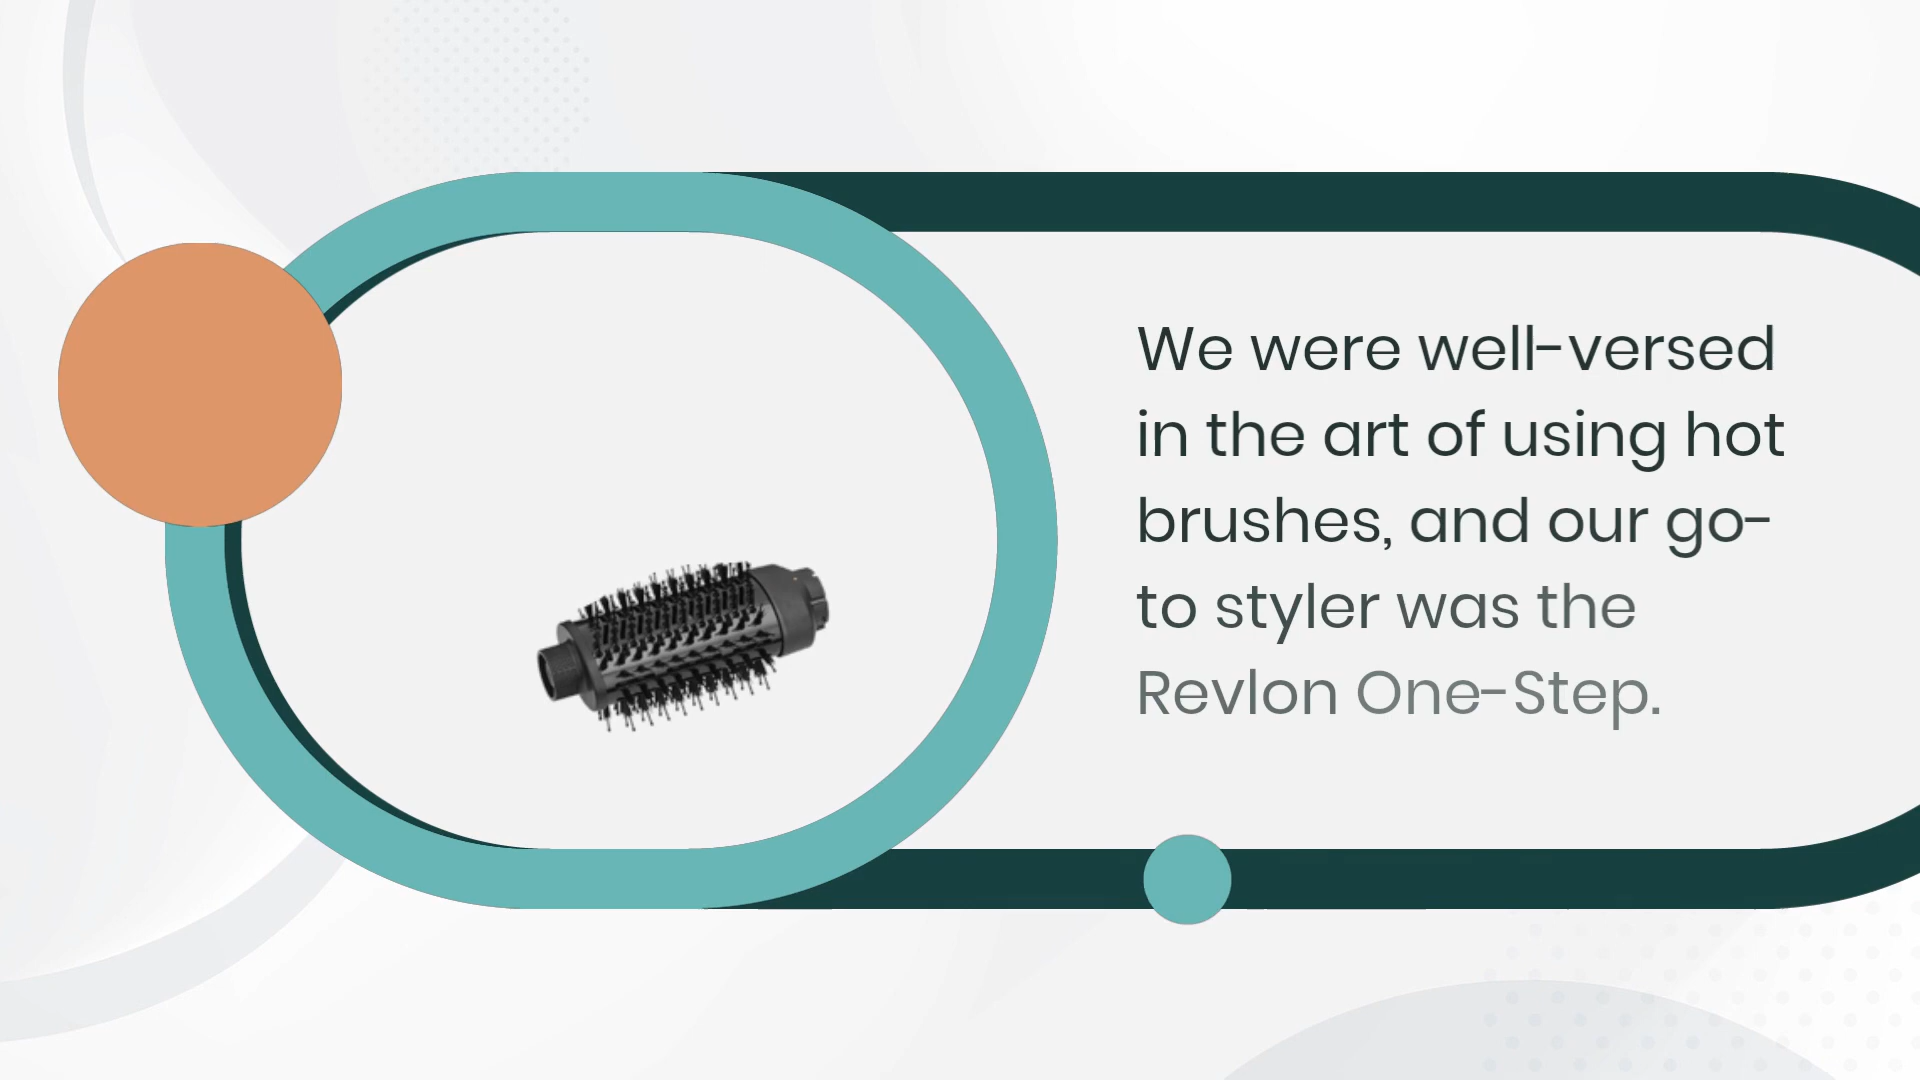 We were well-versed
in the art of using hot
brushes, and our go-
to styler was the
Revlon One-Step.